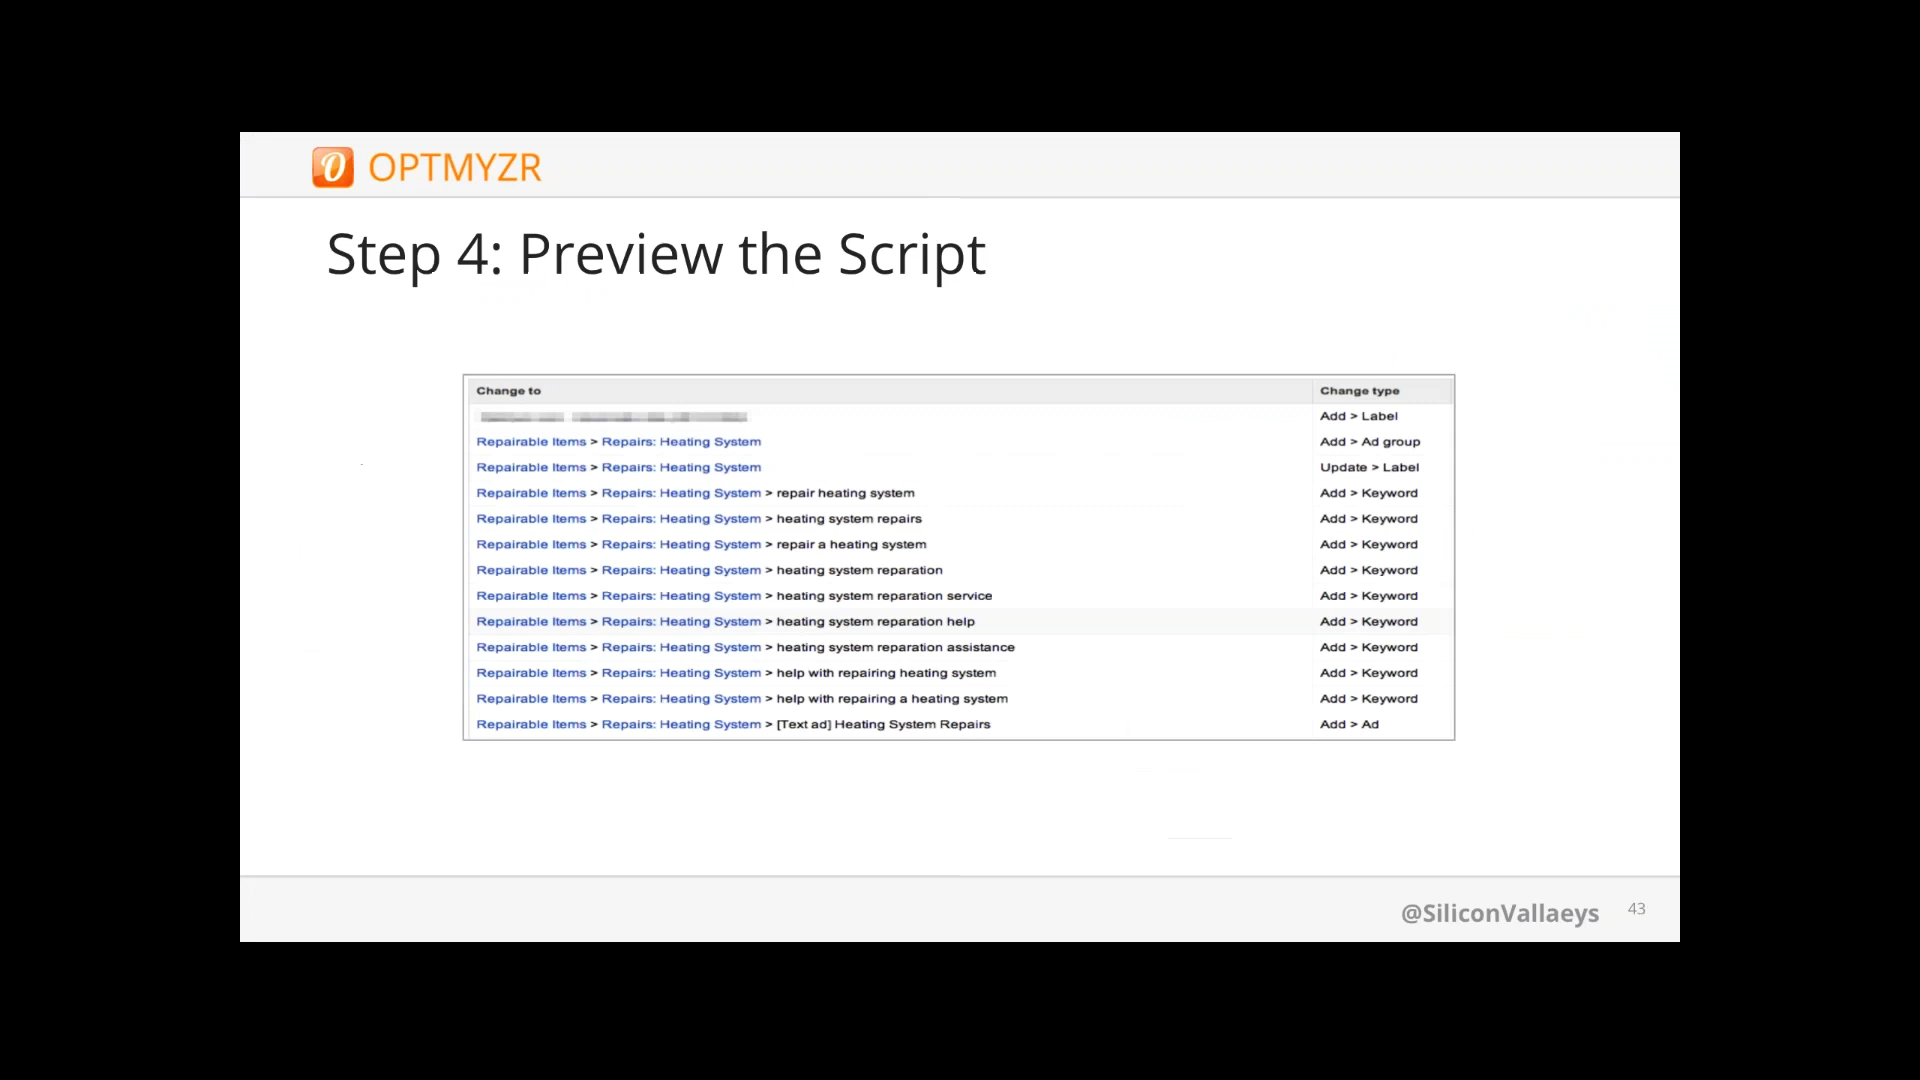 OPTMYZR
Step 4: Preview the Script
Change to Change type
Add > Label
Repairable Items > Repairs: Heating System Add > Ad group
Repairable Items > Repairs: Heating System Update > Label
Repairable Items > Repairs: Heating System > repair heating system Add > Keyword
Repairable Items > Repairs: Heating System > heating system repairs Add > Keyword
Repairable Items > Repairs: Heating System > repair a heating system Add > Keyword
Repairable Items > Repairs: Heating System > heating system reparation Add > Keyword
Repairable Items > Repairs: Heating System > heating system reparation service Add > Keyword
Repairable Items > Repairs: Heating System > heating system reparation help Add > Keyword
Repairable Items > Repairs: Heating System > heating system reparation assistance Add > Keyword
Repairable Items > Repairs: Heating System > help with repairing heating system Add > Keyword
Repairable Items > Repairs: Heating System > help with repairing a heating system Add > Keyword
Repairable Items > Repairs: Heating System > [Text ad] Heating System Repairs Add > Ad
@SiliconVallaeys 43